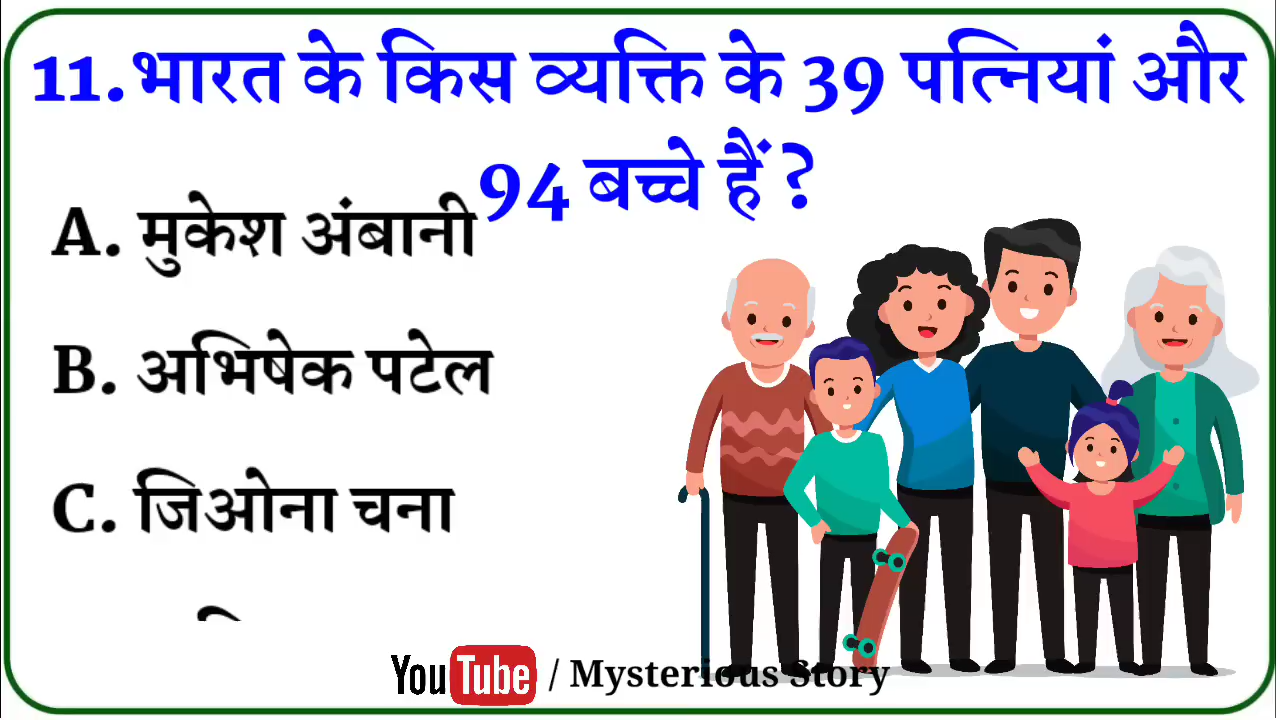 11.भारत के किस व्यक्ति के 39 पत्नियां और
94 बच्चे हैं?
A. मुकेश अंबानी
B. अभिषेक पटेल
C. जिओना चना
YouTube / Mysterious Story